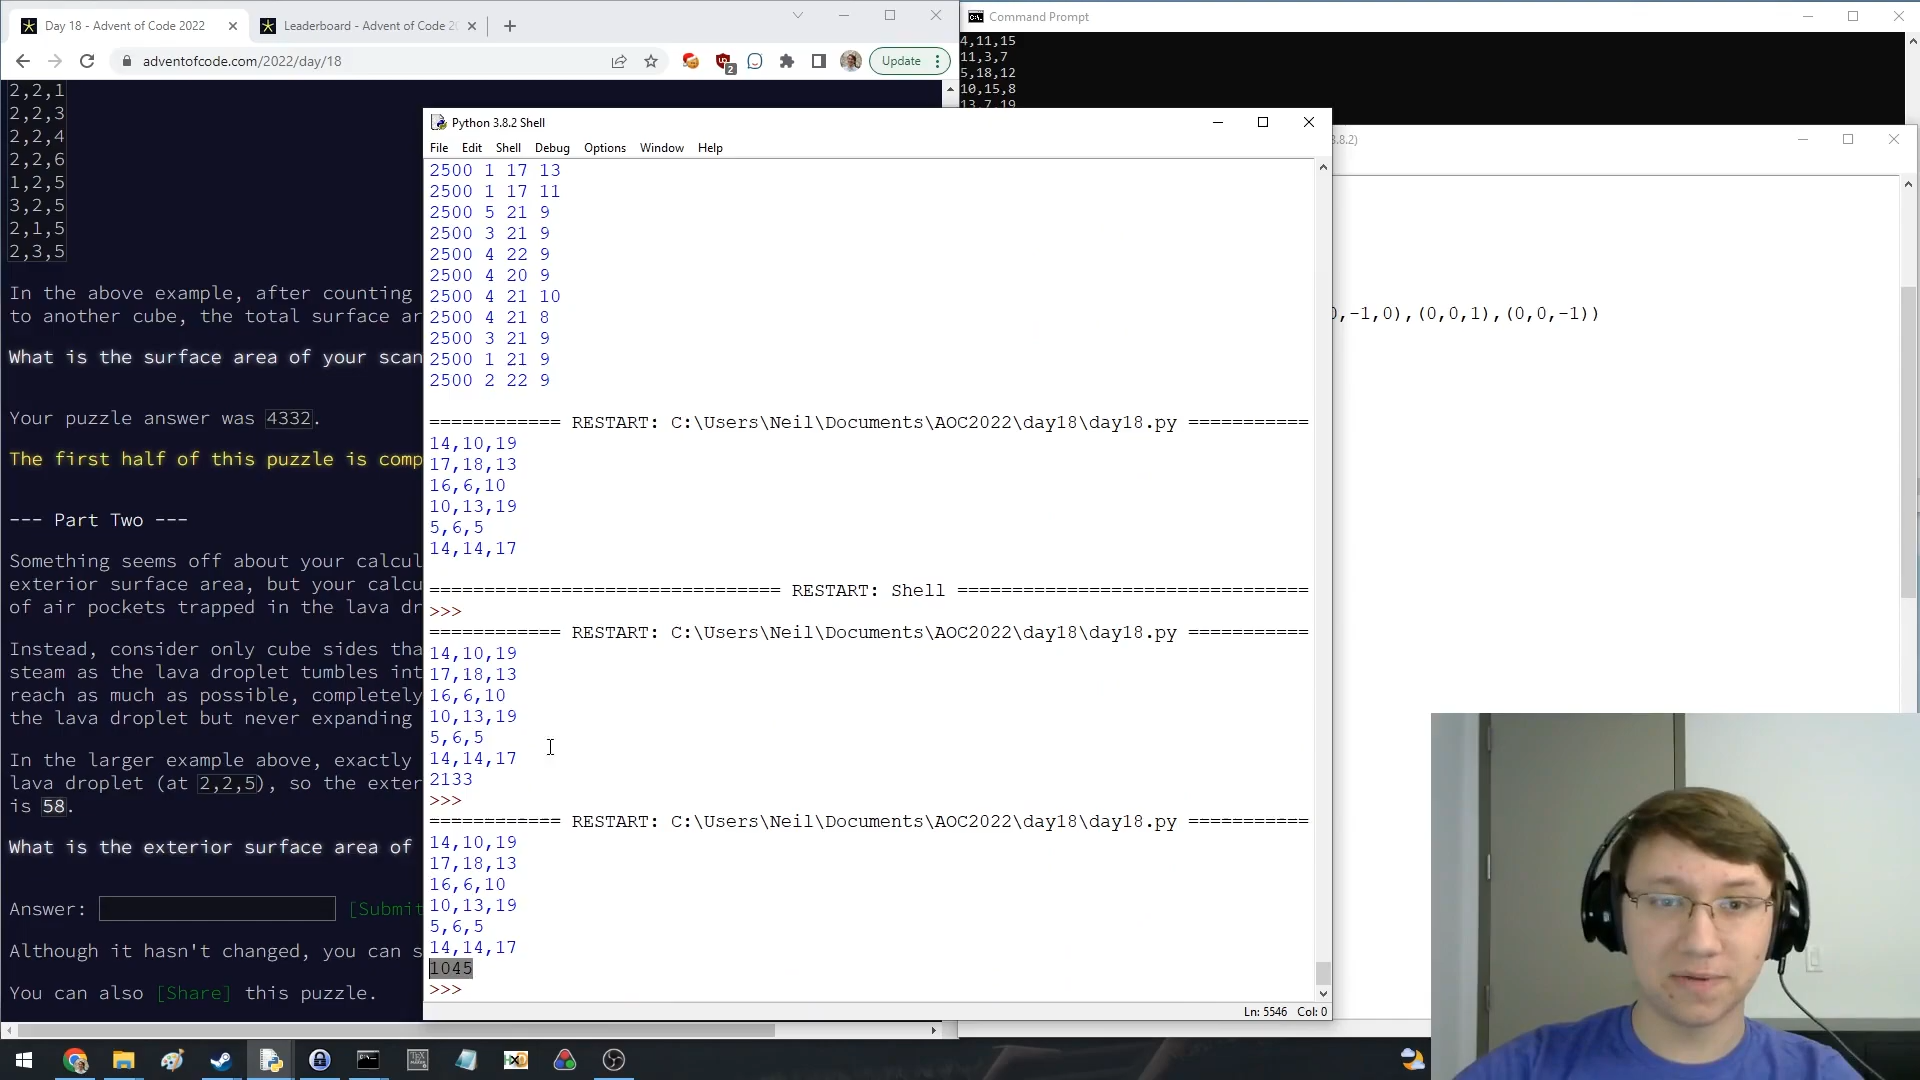 Day 18 - Advent of Code 2022
Leaderboard - Advent of Code 20
Command Prompt
adventofcode.com/2022/day/18
2
Update
4,11,15
11,3,7
5,18,12
10,15,8
13,7,19
2,2,1
2,2,3
2,2,4
2,2,6
1,2,5
3,2,5
2,1,5
2,3,5
In the above example, after counting
to another cube, the total surface ar
What is the surface area of your scan
Your puzzle answer was 4332.
The first half of this puzzle is comp
--- Part Two ---
Something seems off about your calcul
exterior surface area, but your calcu
of air pockets trapped in the lava dr
Instead, consider only cube sides tha
steam as the lava droplet tumbles int
reach as much as possible, completely
the lava droplet but never expanding
In the larger example above, exactly
lava droplet (at 2,2,5), so the exter
is 58.
What is the exterior surface area of
Answer: [Submit
Although it hasn't changed, you can s
You can also [Share] this puzzle.
Python 3.8.2 Shell
File Edit Shell Debug Options Window Help
2500 1 17 13
2500 1 17 11
2500 5 21 9
2500 3 21 9
2500 4 22 9
2500 4 20 9
2500 4 21 10
2500 4 21 8
2500 3 21 9
2500 1 21 9
2500 2 22 9
============ RESTART: C:\Users\Neil\Documents\AOC2022\day18\day18.py ===========
14,10,19
17,18,13
16,6,10
10,13,19
5,6,5
14,14,17
================================ RESTART: Shell ================================
>>>
============ RESTART: C:\Users\Neil\Documents\AOC2022\day18\day18.py ===========
14,10,19
17,18,13
16,6,10
10,13,19
5,6,5
14,14,17
2133
>>>
============ RESTART: C:\Users\Neil\Documents\AOC2022\day18\day18.py ===========
14,10,19
17,18,13
16,6,10
10,13,19
5,6,5
14,14,17
1045
>>>
Ln: 5546 Col: 0
3.8.2)
,-1,0),(0,0,1),(0,0,-1))